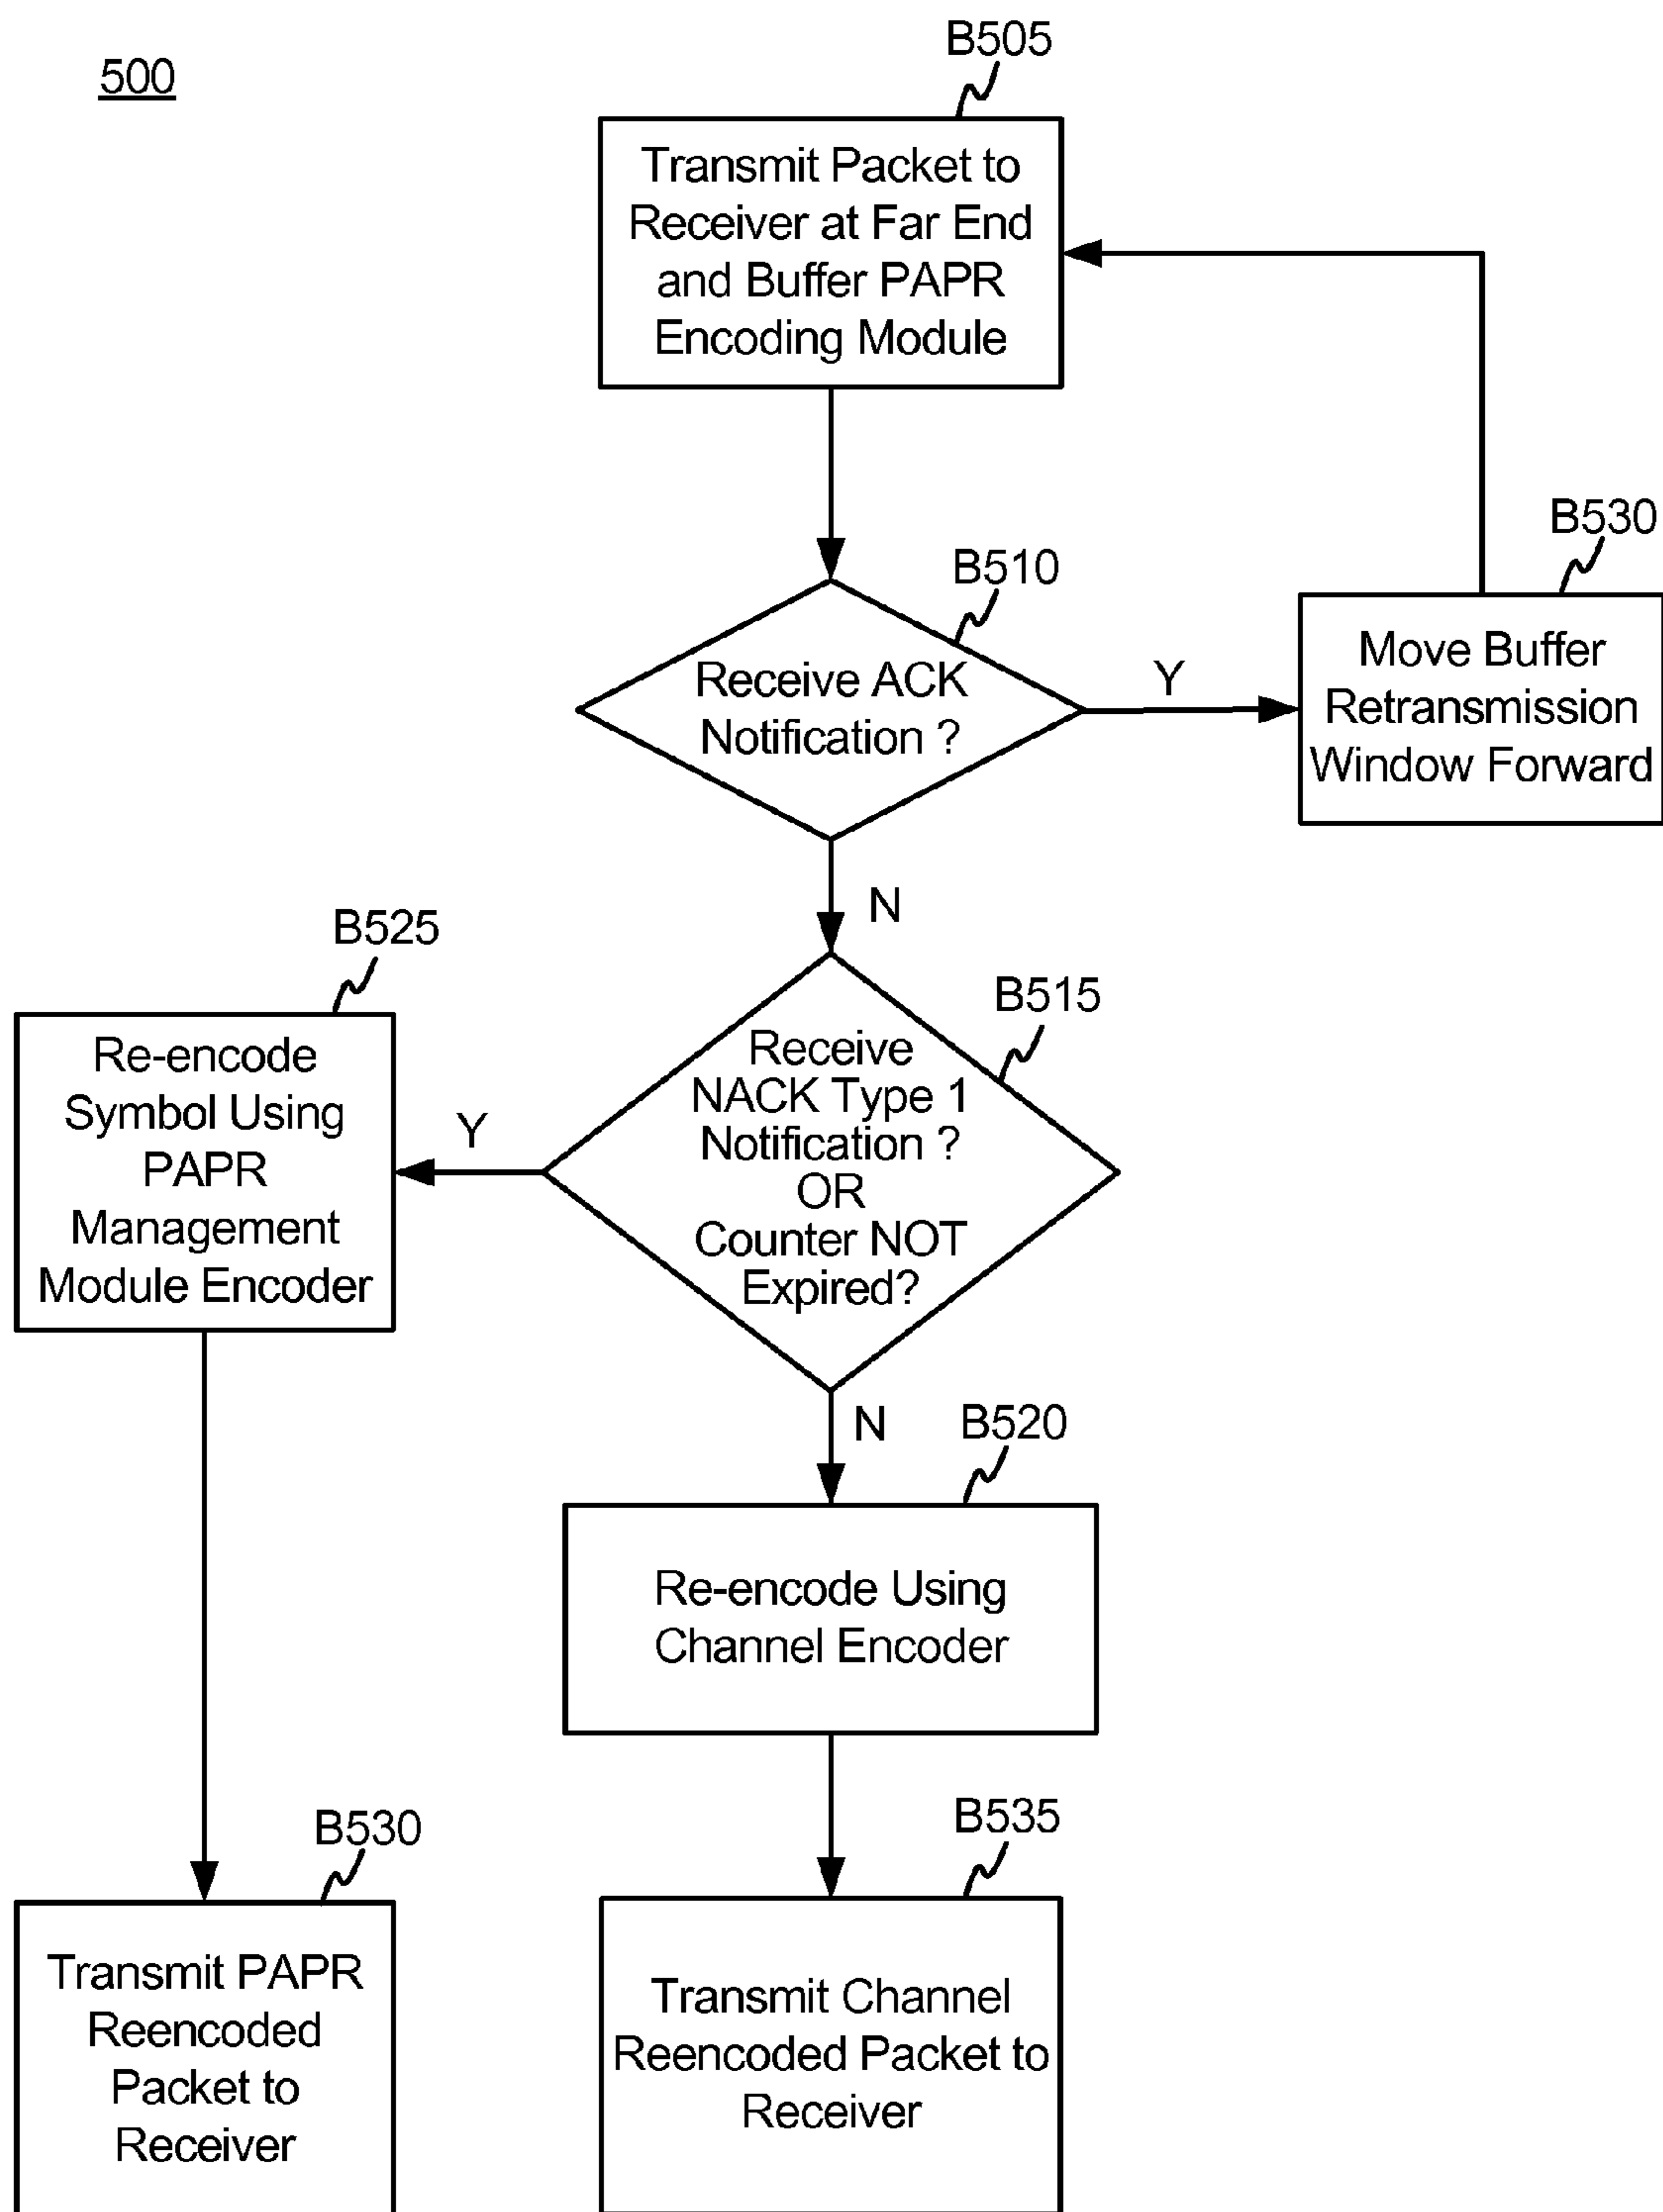 500
B505
Transmit Packet to
Receiver at Far End
and Buffer PAPR
Encoding Module
B510
Receive ACK
Notification ?
Y
B530
Move Buffer
Retransmission
Window Forward
N
B515
Receive
NACK Type 1
Notification ?
OR
Counter NOT
Expired?
Y
B525
Re-encode
Symbol Using
PAPR
Management
Module Encoder
N
B520
Re-encode Using
Channel Encoder
B530
Transmit PAPR
Reencoded
Packet to
Receiver
B535
Transmit Channel
Reencoded Packet to
Receiver